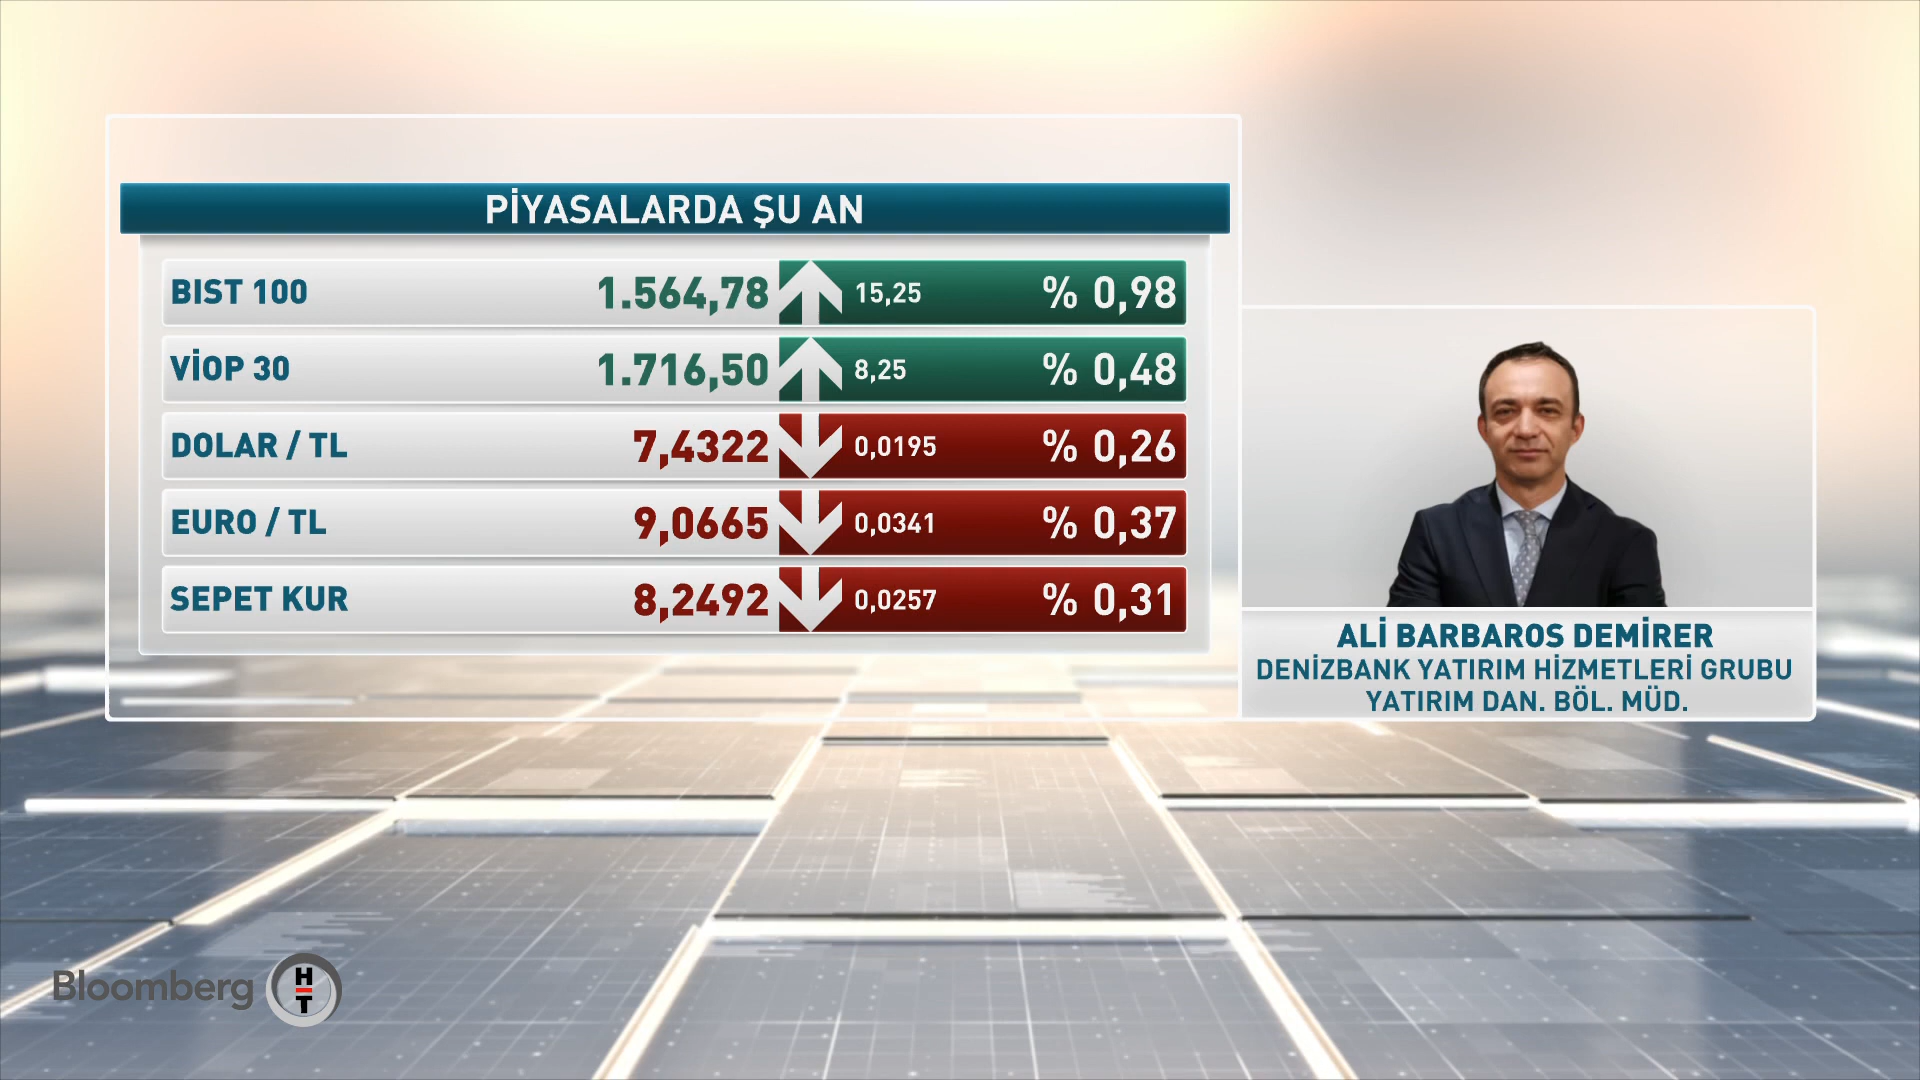 PİYASALARDA ŞU AN
BIST 100 1.564,78 15,25 % 0,98
VİOP 30 1.716,50 8,25 % 0,48
DOLAR / TL 7,4322 0,0195 % 0,26
EURO / TL 9,0665 0,0341 % 0,37
SEPET KUR 8,2492 0,0257 % 0,31
ALİ BARBAROS DEMİRER
DENİZBANK YATIRIM HİZMETLERİ GRUBU
YATIRIM DAN. BÖL. MÜD.
Bloomberg HT